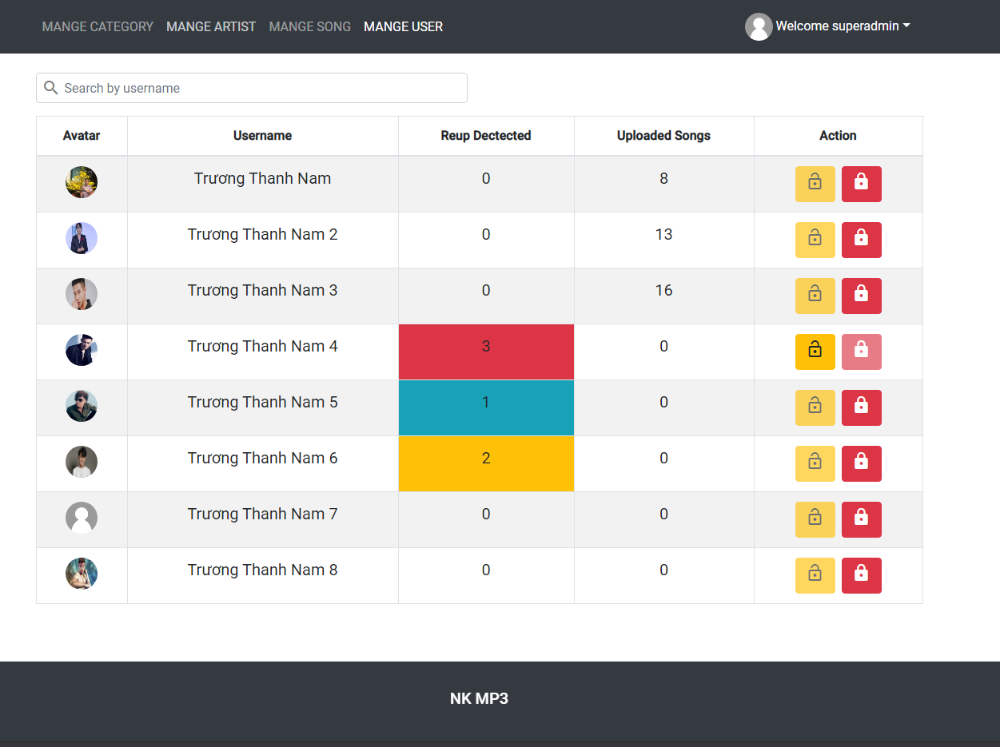 MANGE CATEGORY MANGE ARTIST MANGE SONG MANGE USER Welcome superadmin
Search by username
Avatar Username Reup Dectected Uploaded Songs Action
Trương Thanh Nam 0 8
Trương Thanh Nam 2 0 13
Trương Thanh Nam 3 0 16
Trương Thanh Nam 4 3 0
Trương Thanh Nam 5 1 0
Trương Thanh Nam 6 2 0
Trương Thanh Nam 7 0 0
Trương Thanh Nam 8 0 0
NK MP3